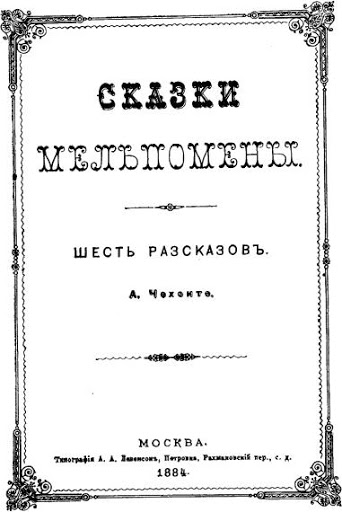 СКАЗКИ
МЕЛЬПОМЕНЫ.
ШЕСТЬ РАЗСКАЗОВЪ.
А. Чехонте.
МОСКВА.
Типографія А. А. Левенсонъ, Петровка, Рахмановскій пер., с. д.
1884.